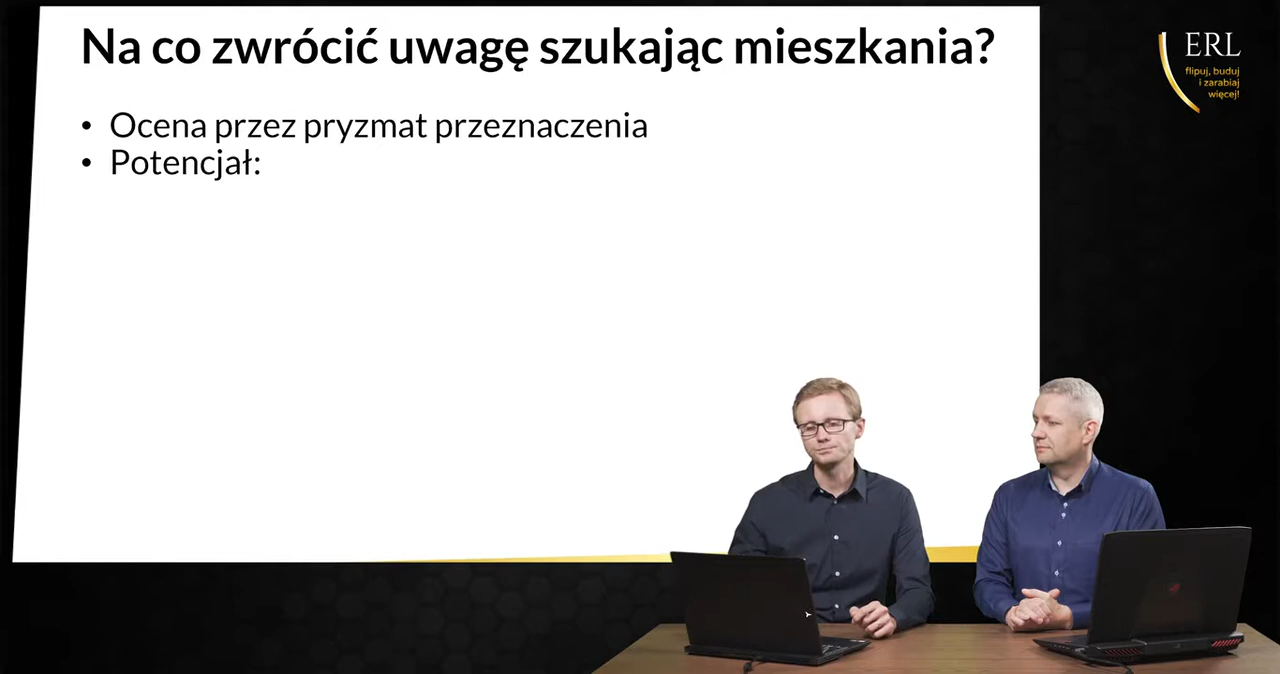 Na co zwrócić uwagę szukając mieszkania?
• Ocena przez pryzmat przeznaczenia
• Potencjał:
ERL
flipuj, buduj
i zarabiaj
więcej!